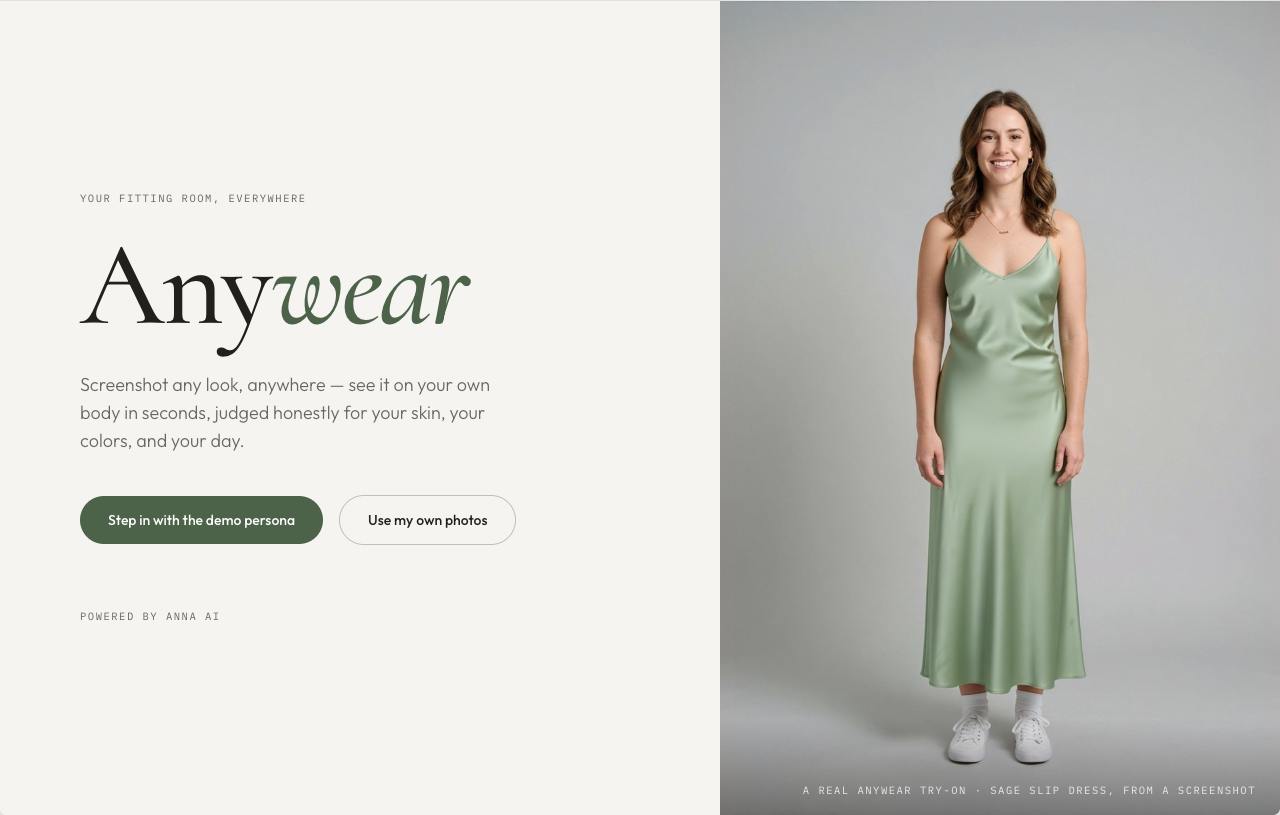 YOUR FITTING ROOM, EVERYWHERE
Anywear
Screenshot any look, anywhere — see it on your own
body in seconds, judged honestly for your skin, your
colors, and your day.
Step in with the demo persona
Use my own photos
POWERED BY ANNA AI
A REAL ANYWEAR TRY-ON · SAGE SLIP DRESS, FROM A SCREENSHOT